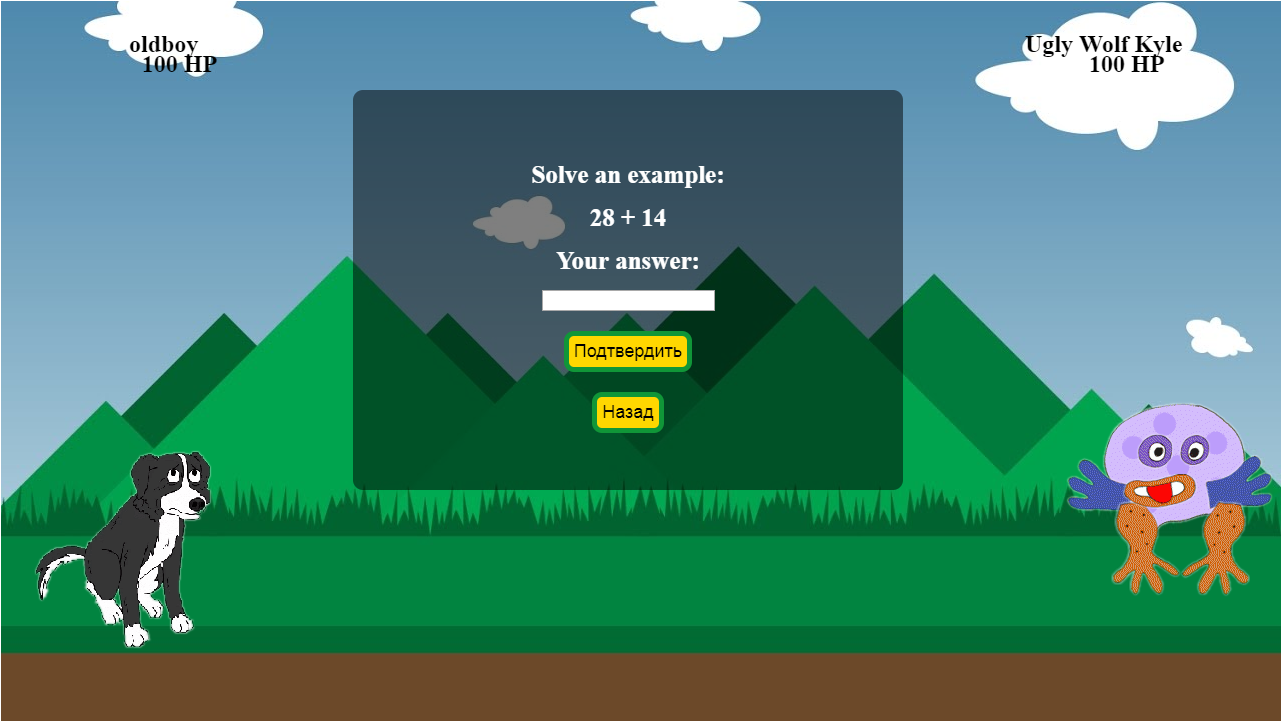 oldboy
100 HP
Ugly Wolf Kyle
100 HP
Solve an example:
28 + 14
Your answer:
Подтвердить
Назад